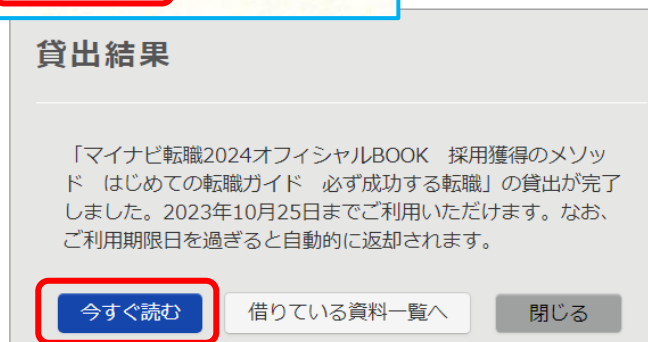 貸出結果
「マイナビ転職2024オフィシャルBOOK　採用獲得のメソッ
ド　はじめての転職ガイド　必ず成功する転職」の貸出が完了
しました。2023年10月25日までご利用いただけます。なお、
ご利用期限日を過ぎると自動的に返却されます。
今すぐ読む 借りている資料一覧へ 閉じる